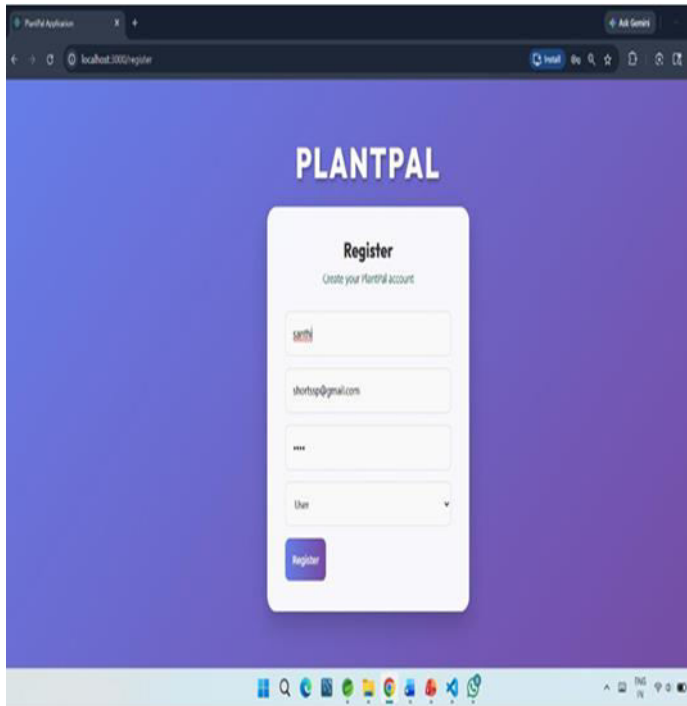 PlantPal Application
Ask Gemini
localhost:3000/register
Install
PLANTPAL
Register
Create your PlantPal account
santhi
shortssp@gmail.com
••••
User
Register
ENG
IN